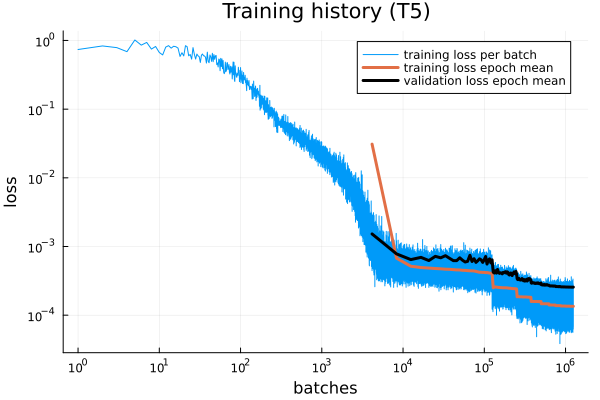 Training history (T5)
training loss per batch
training loss epoch mean
validation loss epoch mean
loss
10⁰
10⁻¹
10⁻²
10⁻³
10⁻⁴
10⁰ 10¹ 10² 10³ 10⁴ 10⁵ 10⁶
batches